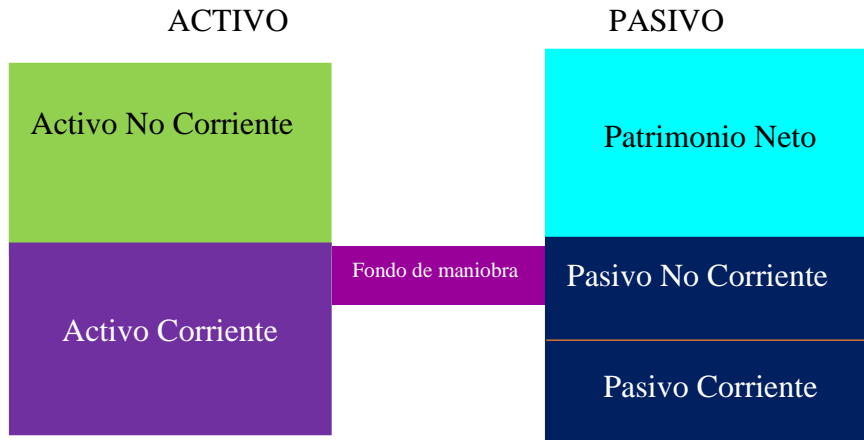 ACTIVO
PASIVO
Activo No Corriente
Patrimonio Neto
Fondo de maniobra
Pasivo No Corriente
Activo Corriente
Pasivo Corriente